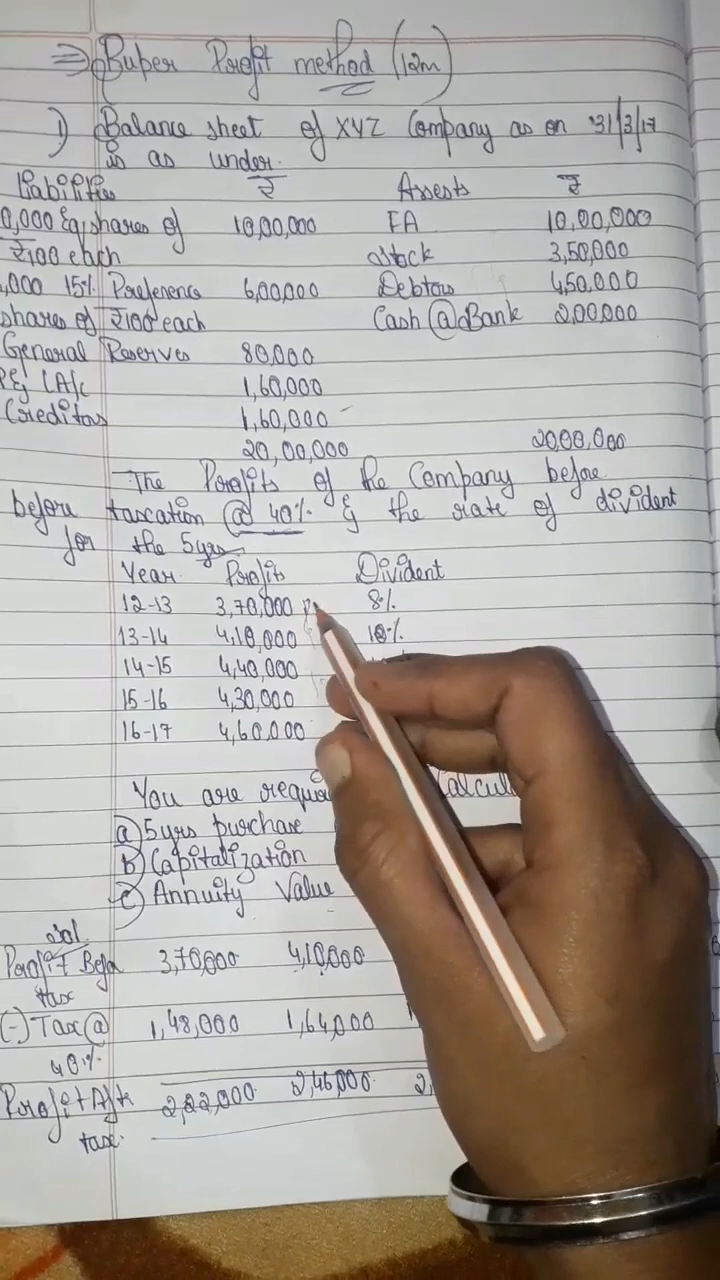 ⇒ Super Profit method (12m)
1) Balance sheet of XYZ Company as on 31/3/17
is as under.
Liabilities ₹ Assests ₹
0,000 Eq shares of 10,00,000 FA 10,00,000
₹100 each stock 3,50,000
,000 15% Preference 6,00,000 Debtors 4,50,000
shares of ₹100 each Cash @ Bank 2,00,000
General Reserves 80,000
P&L A/c 1,60,000
Creditors 1,60,000
20,00,000 20,00,000
The Profits of the Company before
before taxcation @ 40% & the rate of divident
for the 5yrs
Year Profit Divident
12-13 3,70,000 8%
13-14 4,10,000 10%
14-15 4,40,000
15-16 4,30,000
16-17 4,60,000
You are requi Calcul
a) 5yrs purchase
b) Capitalization
c) Annuity Value
Sol
Profit Befo 3,70,000 4,10,000
tax
(-) Tax@ 1,48,000 1,64,000
40%
Profit Aft 2,22,000 2,46,000 2,
tax